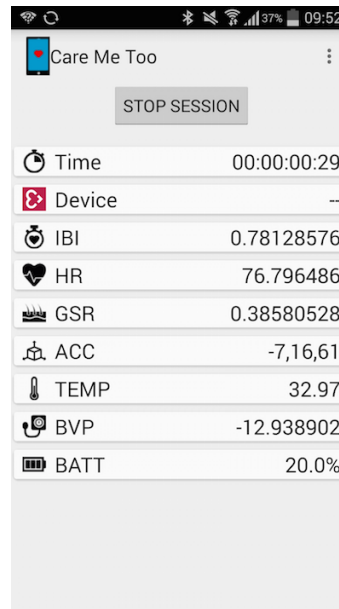 37% 09:52
Care Me Too
STOP SESSION
Time 00:00:00:29
Device --
IBI 0.78128576
HR 76.796486
GSR 0.38580528
ACC -7,16,61
TEMP 32.97
BVP -12.938902
BATT 20.0%